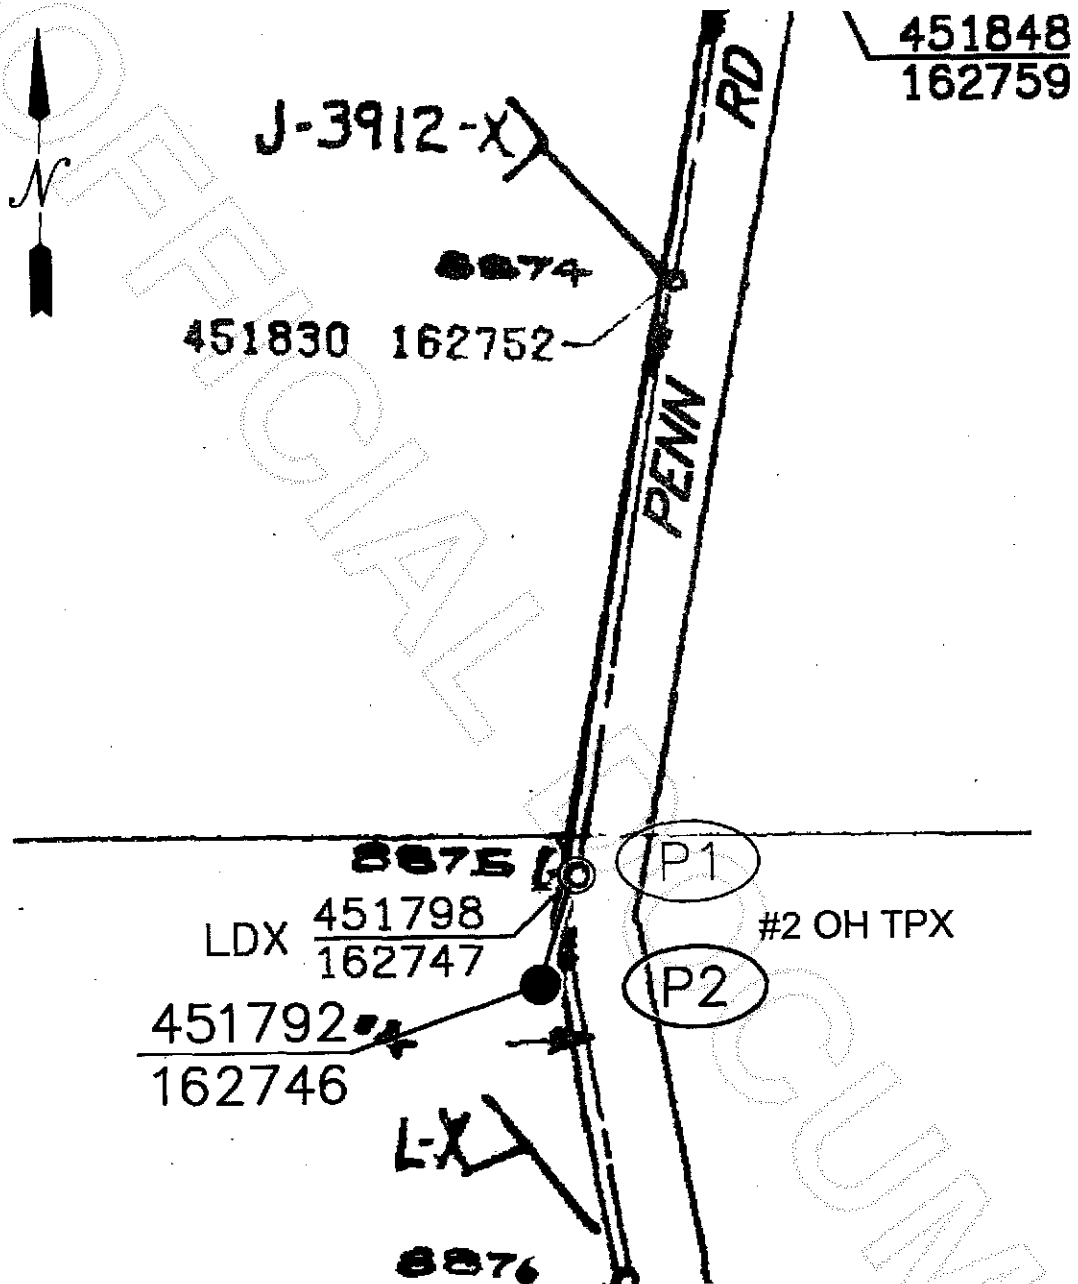 451848
162759
RD
J-3912-X
N
8874
451830 162752
PENN
8875
P1
LDX 451798
162747
#2 OH TPX
P2
451792
162746
L-X
8876
OFFICIAL DOCUM